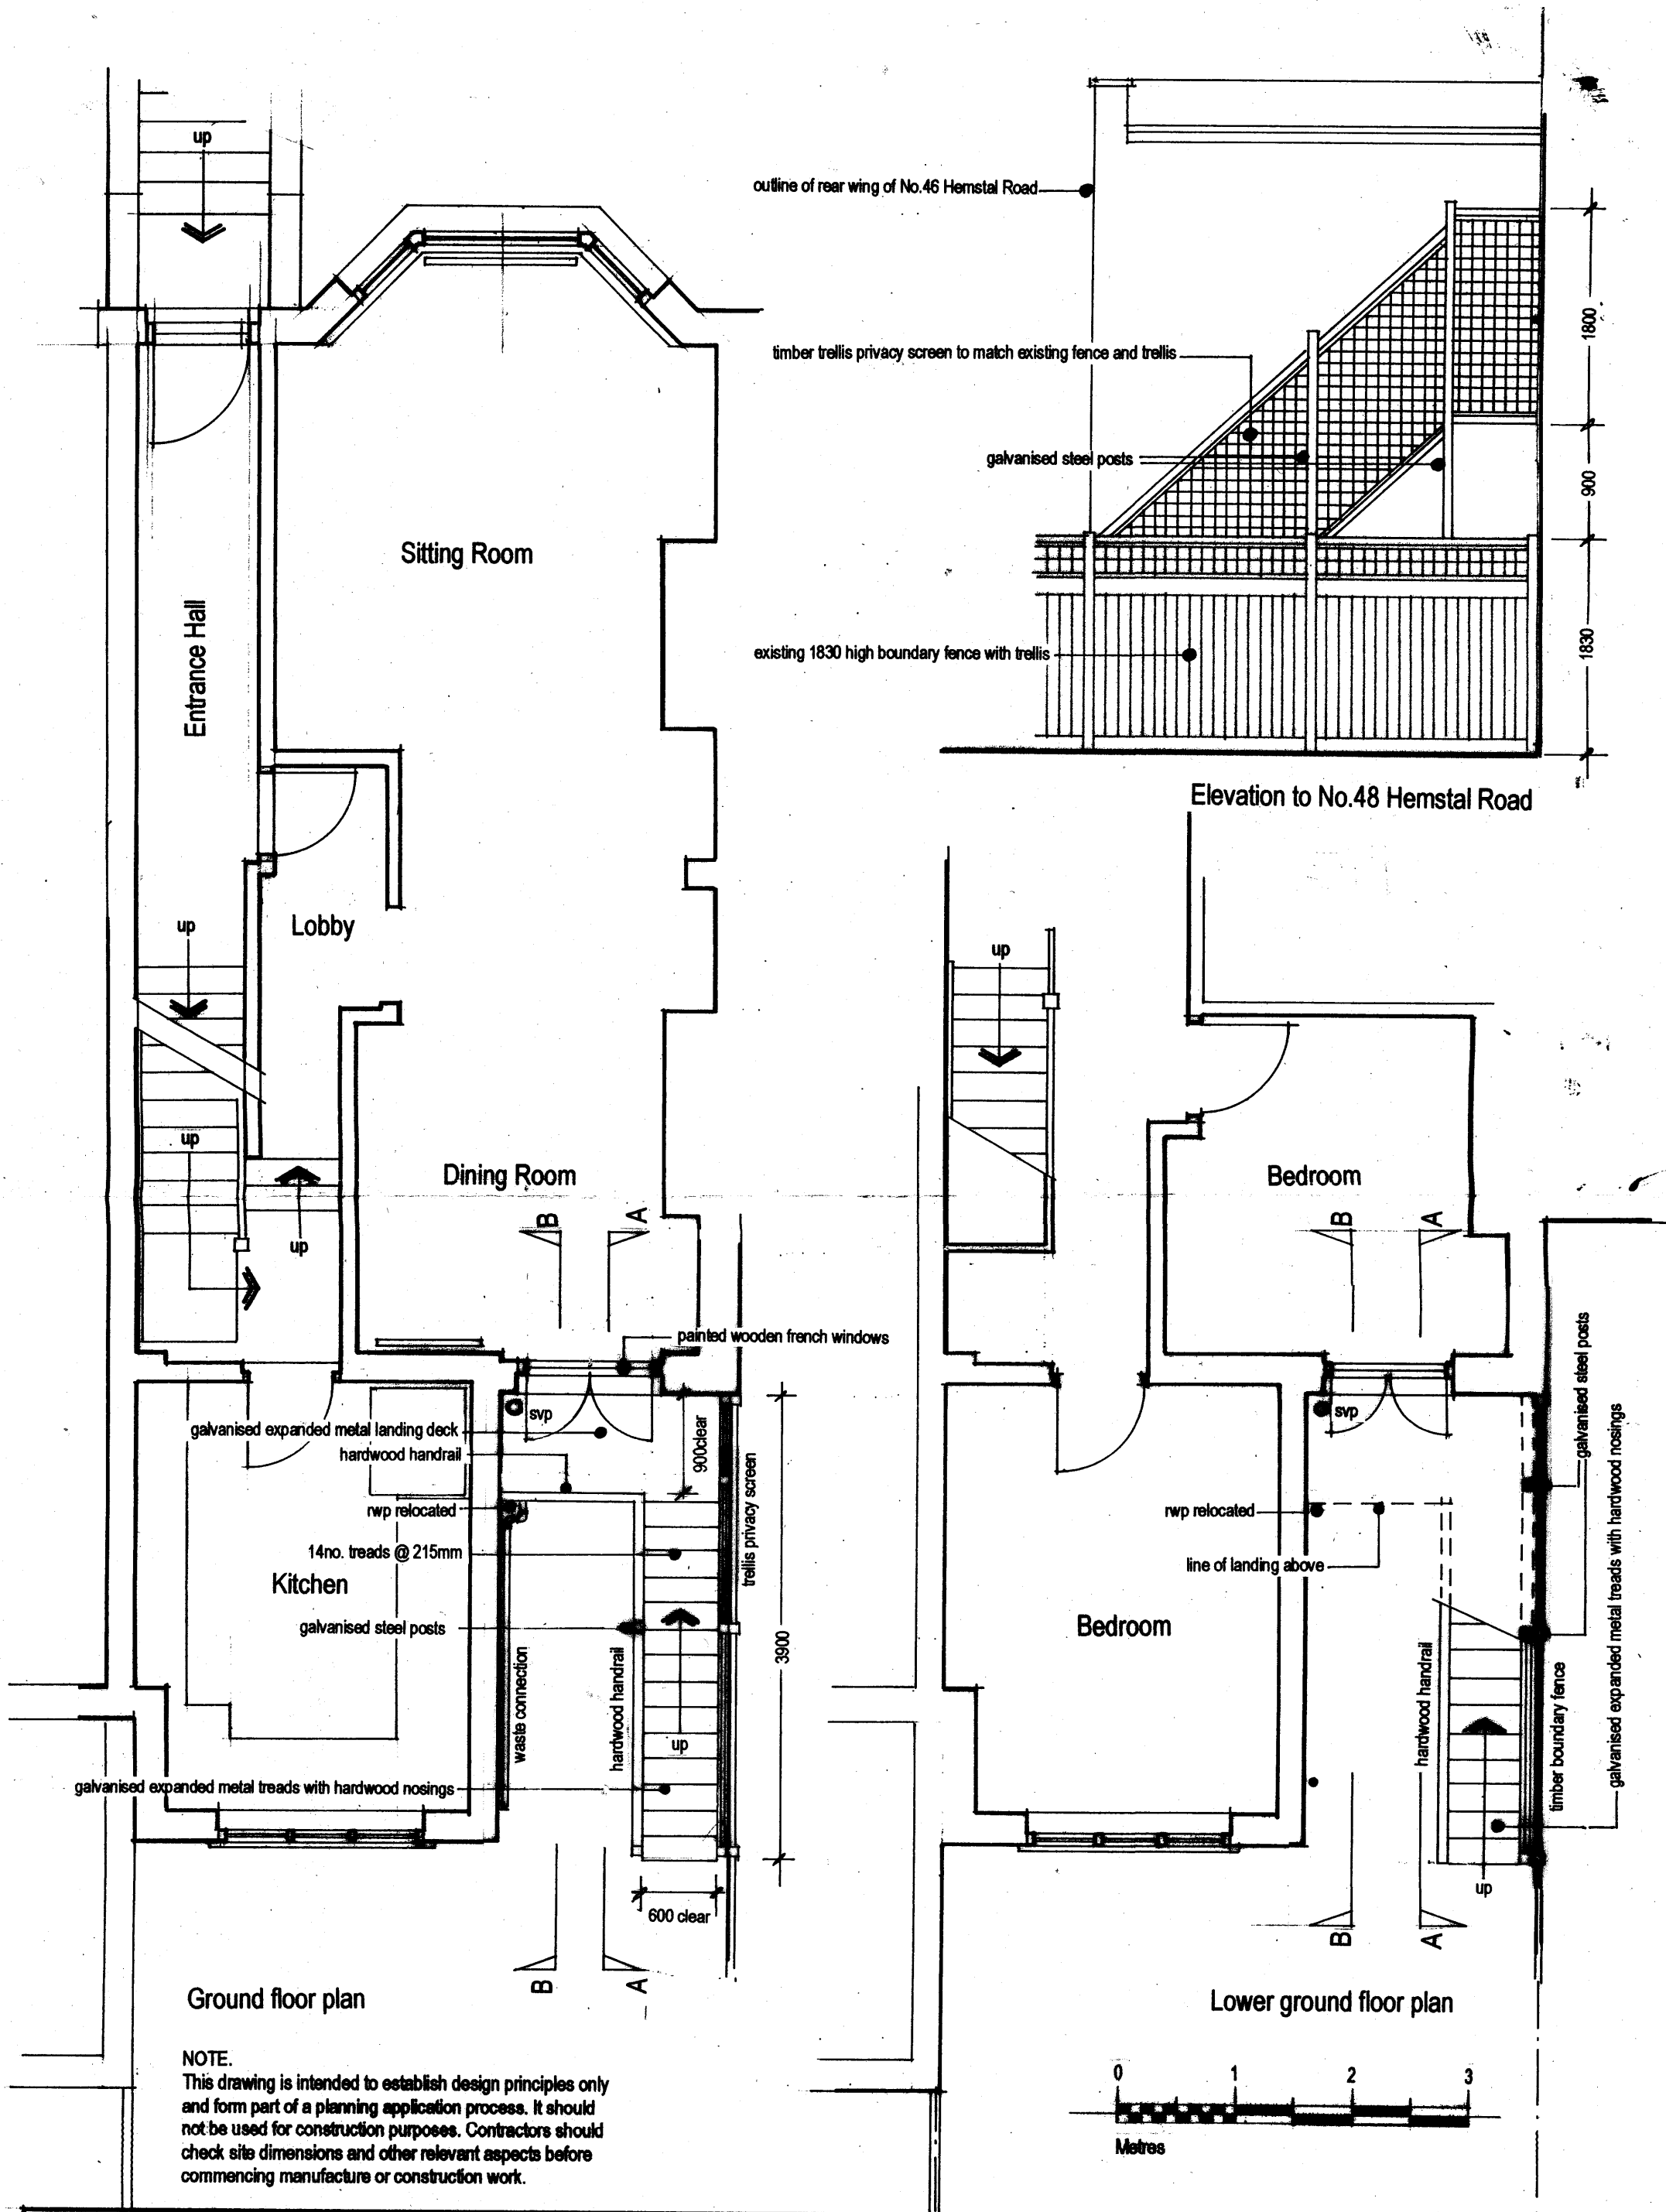 up
outline of rear wing of No.46 Hemstal Road
timber trellis privacy screen to match existing fence and trellis
1800
galvanised steel posts
900
existing 1830 high boundary fence with trellis
1830
Elevation to No.48 Hemstal Road
Sitting Room
Entrance Hall
Lobby
up
up
up
Dining Room
B
A
painted wooden french windows
svp
galvanised expanded metal landing deck
hardwood handrail
900clear
trellis privacy screen
rwp relocated
14no. treads @ 215mm
Kitchen
galvanised steel posts
waste connection
hardwood handrail
3900
up
galvanised expanded metal treads with hardwood nosings
600 clear
B
A
Ground floor plan
up
Bedroom
B
A
svp
galvanised steel posts
galvanised expanded metal treads with hardwood nosings
rwp relocated
line of landing above
Bedroom
hardwood handrail
timber boundary fence
up
B
A
Lower ground floor plan
NOTE.
This drawing is intended to establish design principles only
and form part of a planning application process. It should
not be used for construction purposes. Contractors should
check site dimensions and other relevant aspects before
commencing manufacture or construction work.
0 1 2 3
Metres